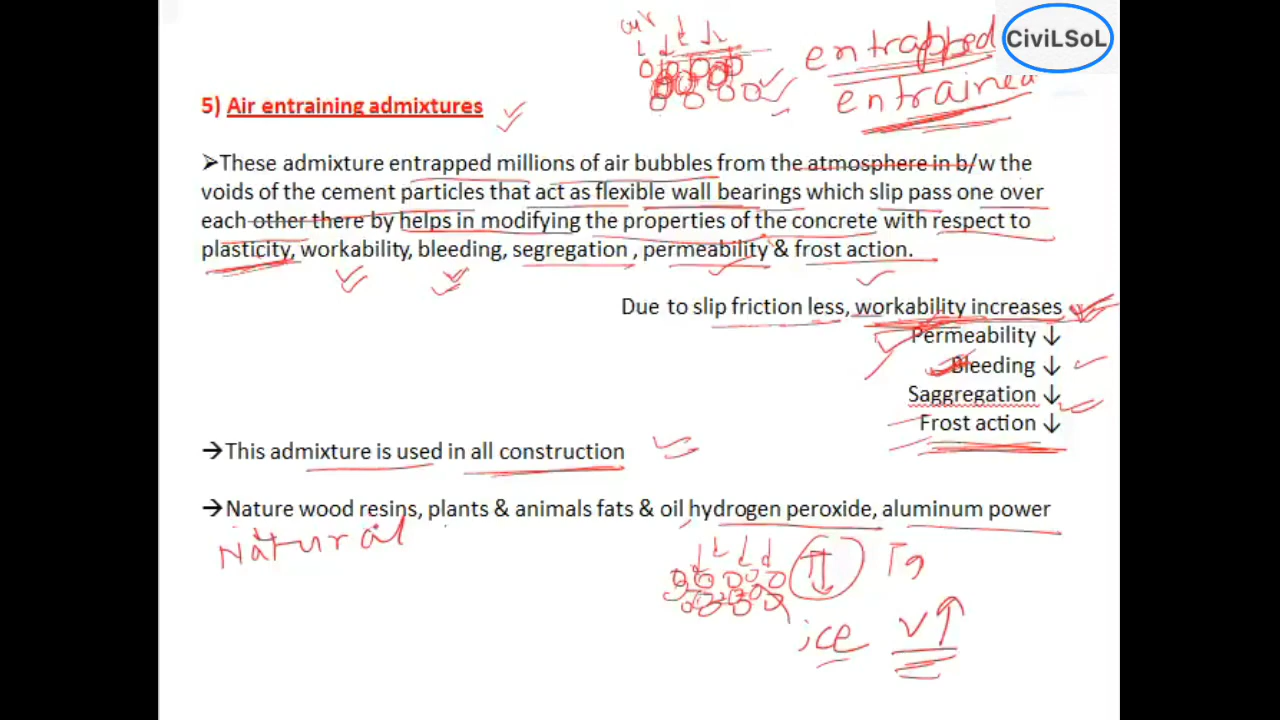 air
entrapped
CiviLSoL
entrained
5) Air entraining admixtures
➤These admixture entrapped millions of air bubbles from the atmosphere in b/w the
voids of the cement particles that act as flexible wall bearings which slip pass one over
each other there by helps in modifying the properties of the concrete with respect to
plasticity, workability, bleeding, segregation , permeability & frost action.
Due to slip friction less, workability increases
Permeability ↓
Bleeding ↓
Saggregation ↓
Frost action ↓
→This admixture is used in all construction
→Nature wood resins, plants & animals fats & oil hydrogen peroxide, aluminum power
Natural
ice V↑